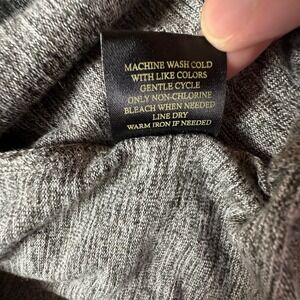 MACHINE WASH COLD
WITH LIKE COLORS
GENTLE CYCLE
ONLY NON-CHLORINE
BLEACH WHEN NEEDED
LINE DRY
WARM IRON IF NEEDED